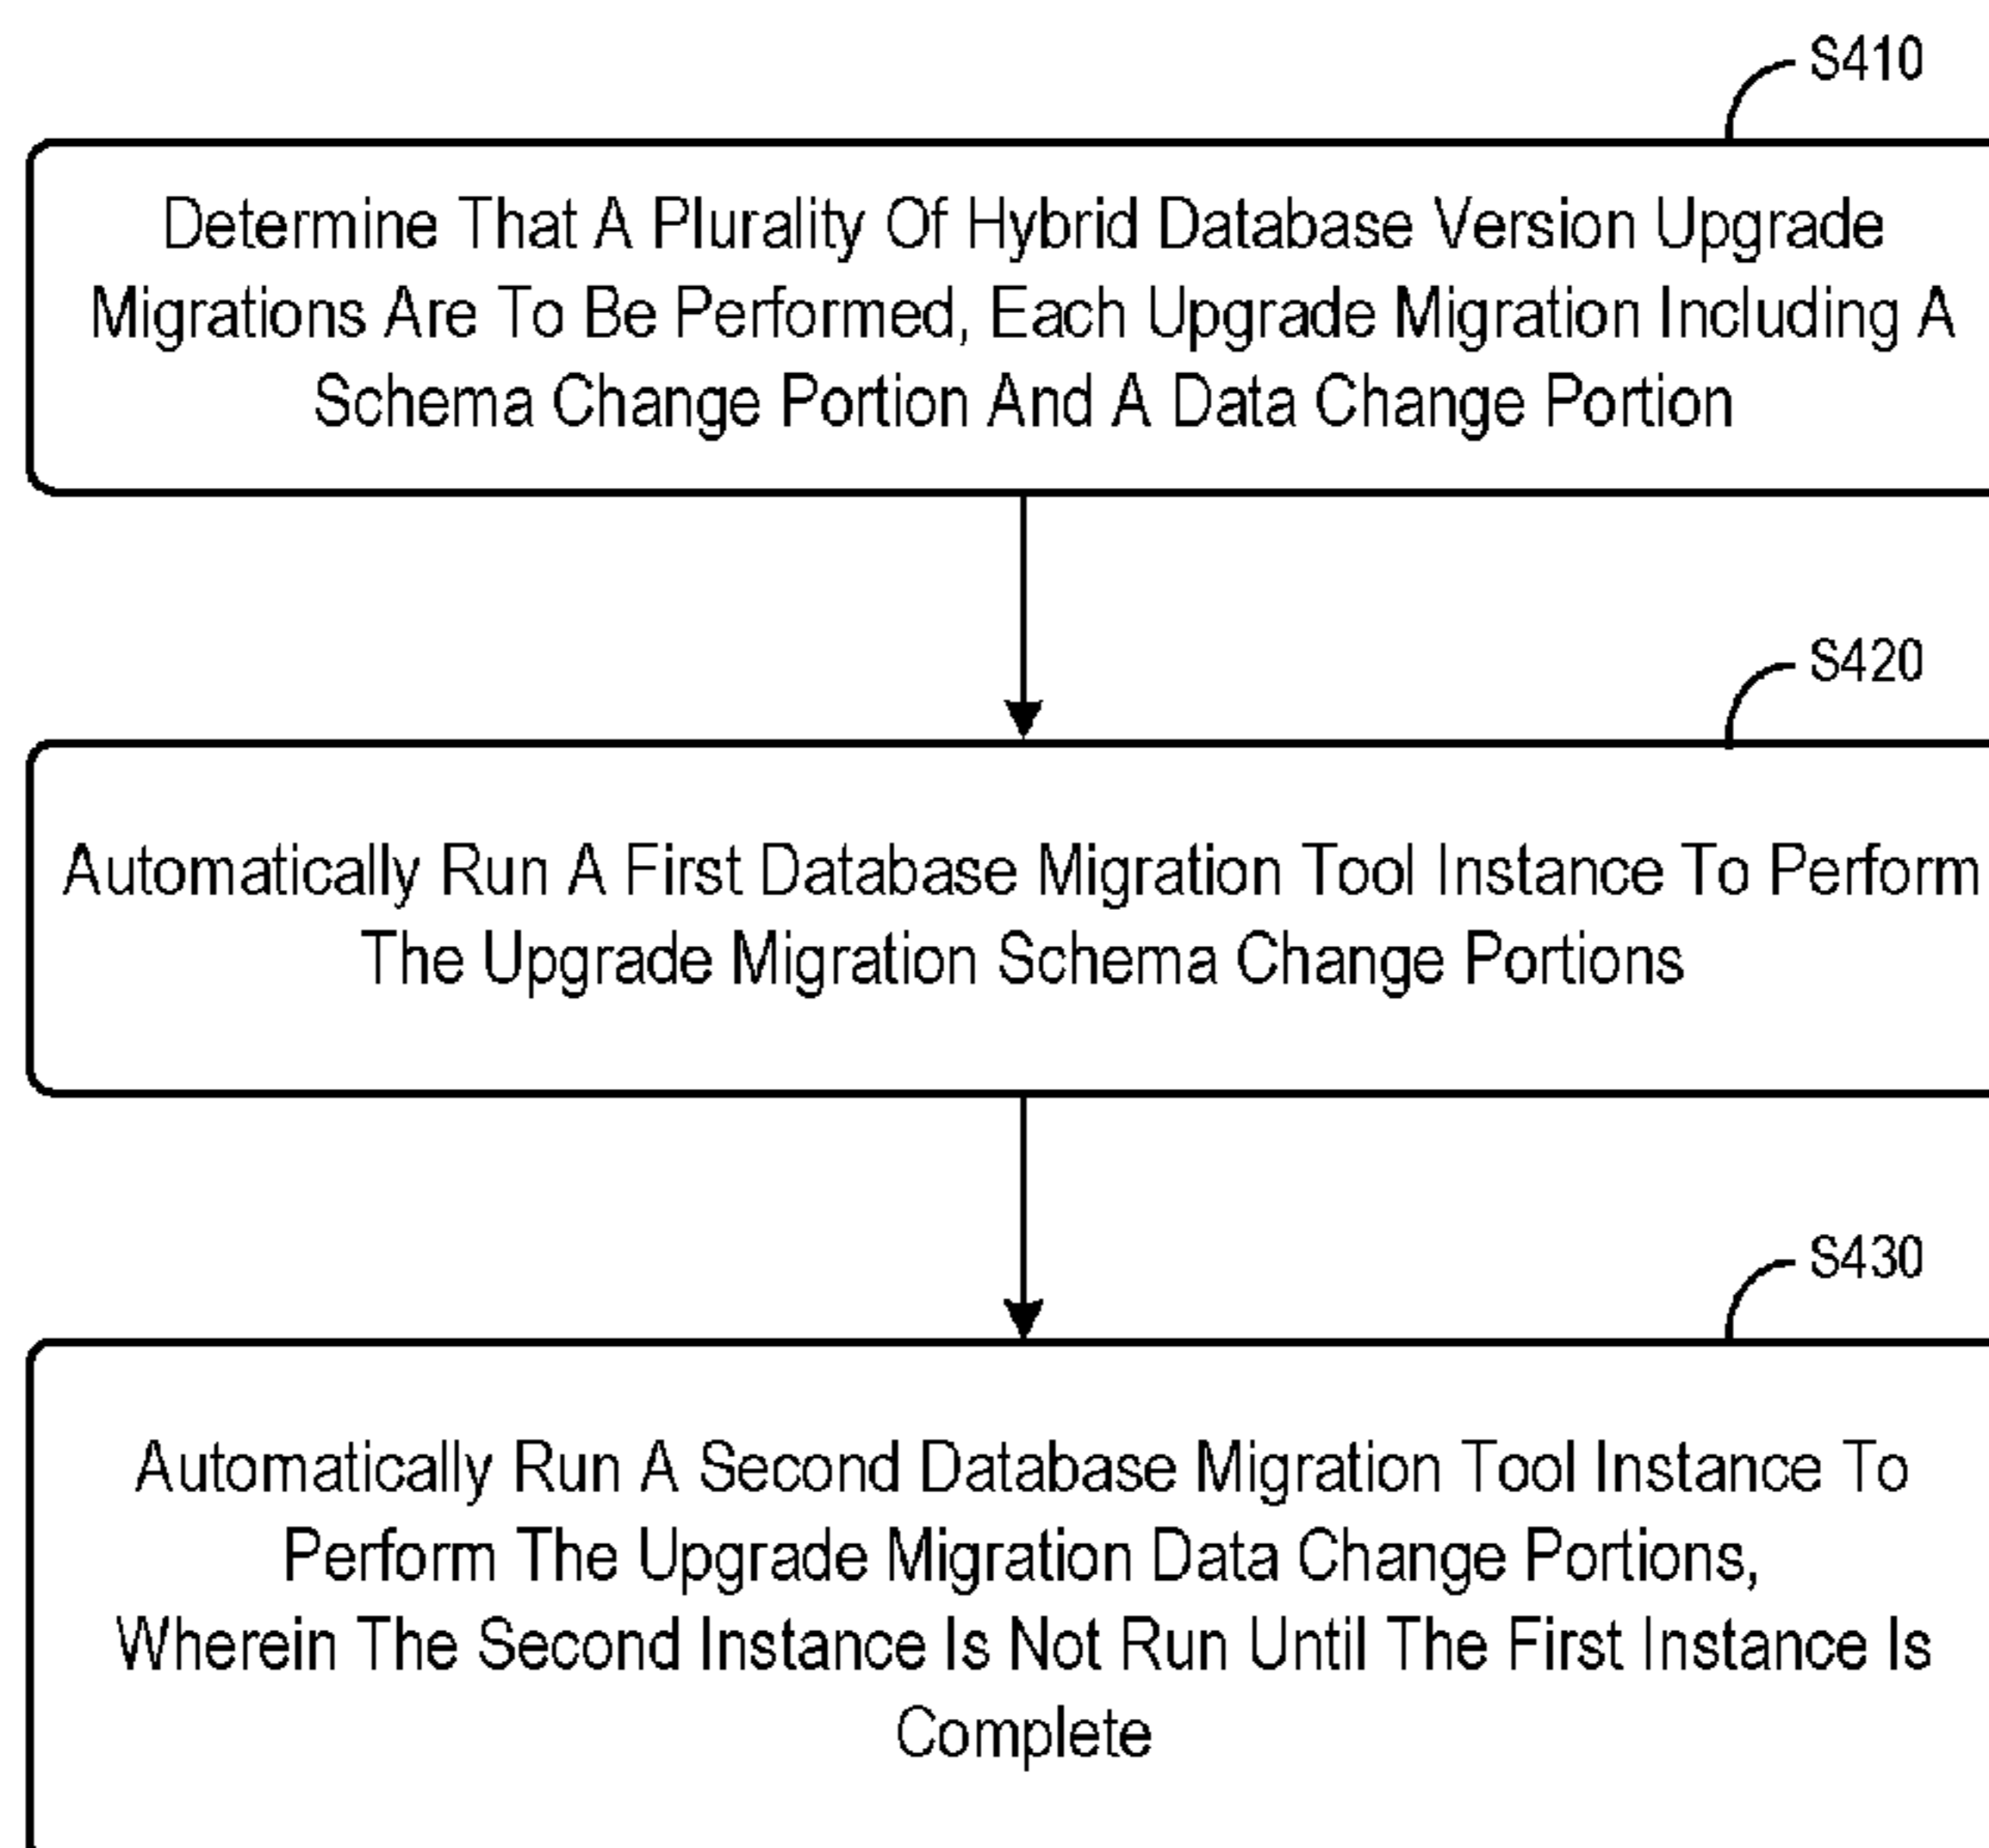 S410
Determine That A Plurality Of Hybrid Database Version Upgrade
Migrations Are To Be Performed, Each Upgrade Migration Including A
Schema Change Portion And A Data Change Portion
S420
Automatically Run A First Database Migration Tool Instance To Perform
The Upgrade Migration Schema Change Portions
S430
Automatically Run A Second Database Migration Tool Instance To
Perform The Upgrade Migration Data Change Portions,
Wherein The Second Instance Is Not Run Until The First Instance Is
Complete